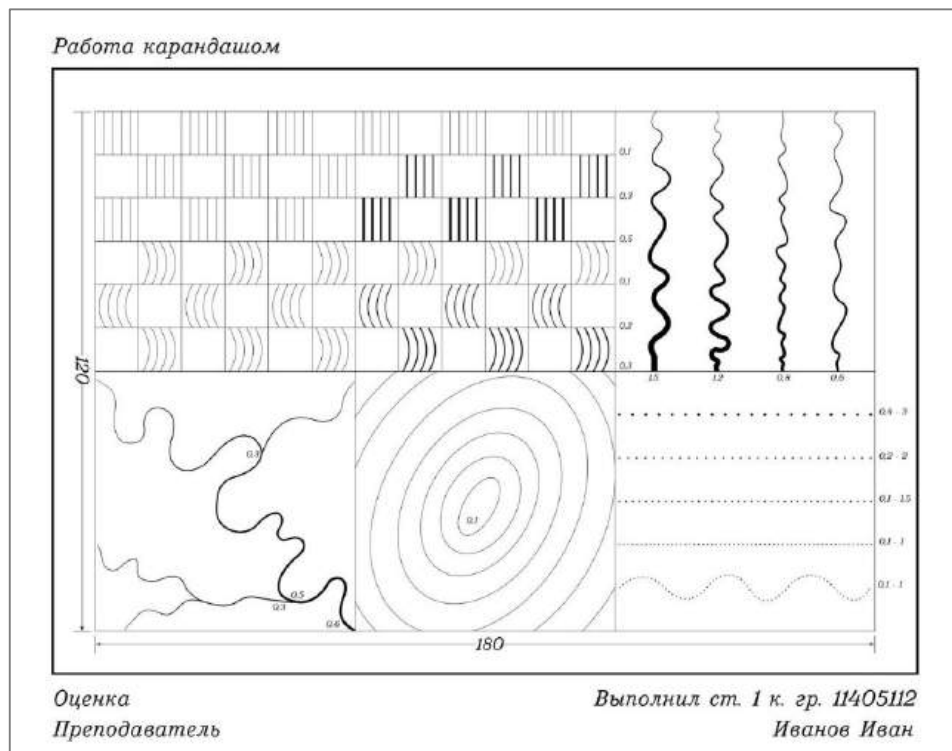 Работа карандашом
0.1
0.3
0.5
0.1
0.2
0.3
1.5
1.2
0.8
0.6
120
0.3
0.5
0.3
0.6
0.1
0.4 - 3
0.2 - 2
0.1 - 1.5
0.1 - 1
0.1 - 1
180
Оценка
Выполнил ст. 1 к. гр. 11405112
Преподаватель
Иванов Иван